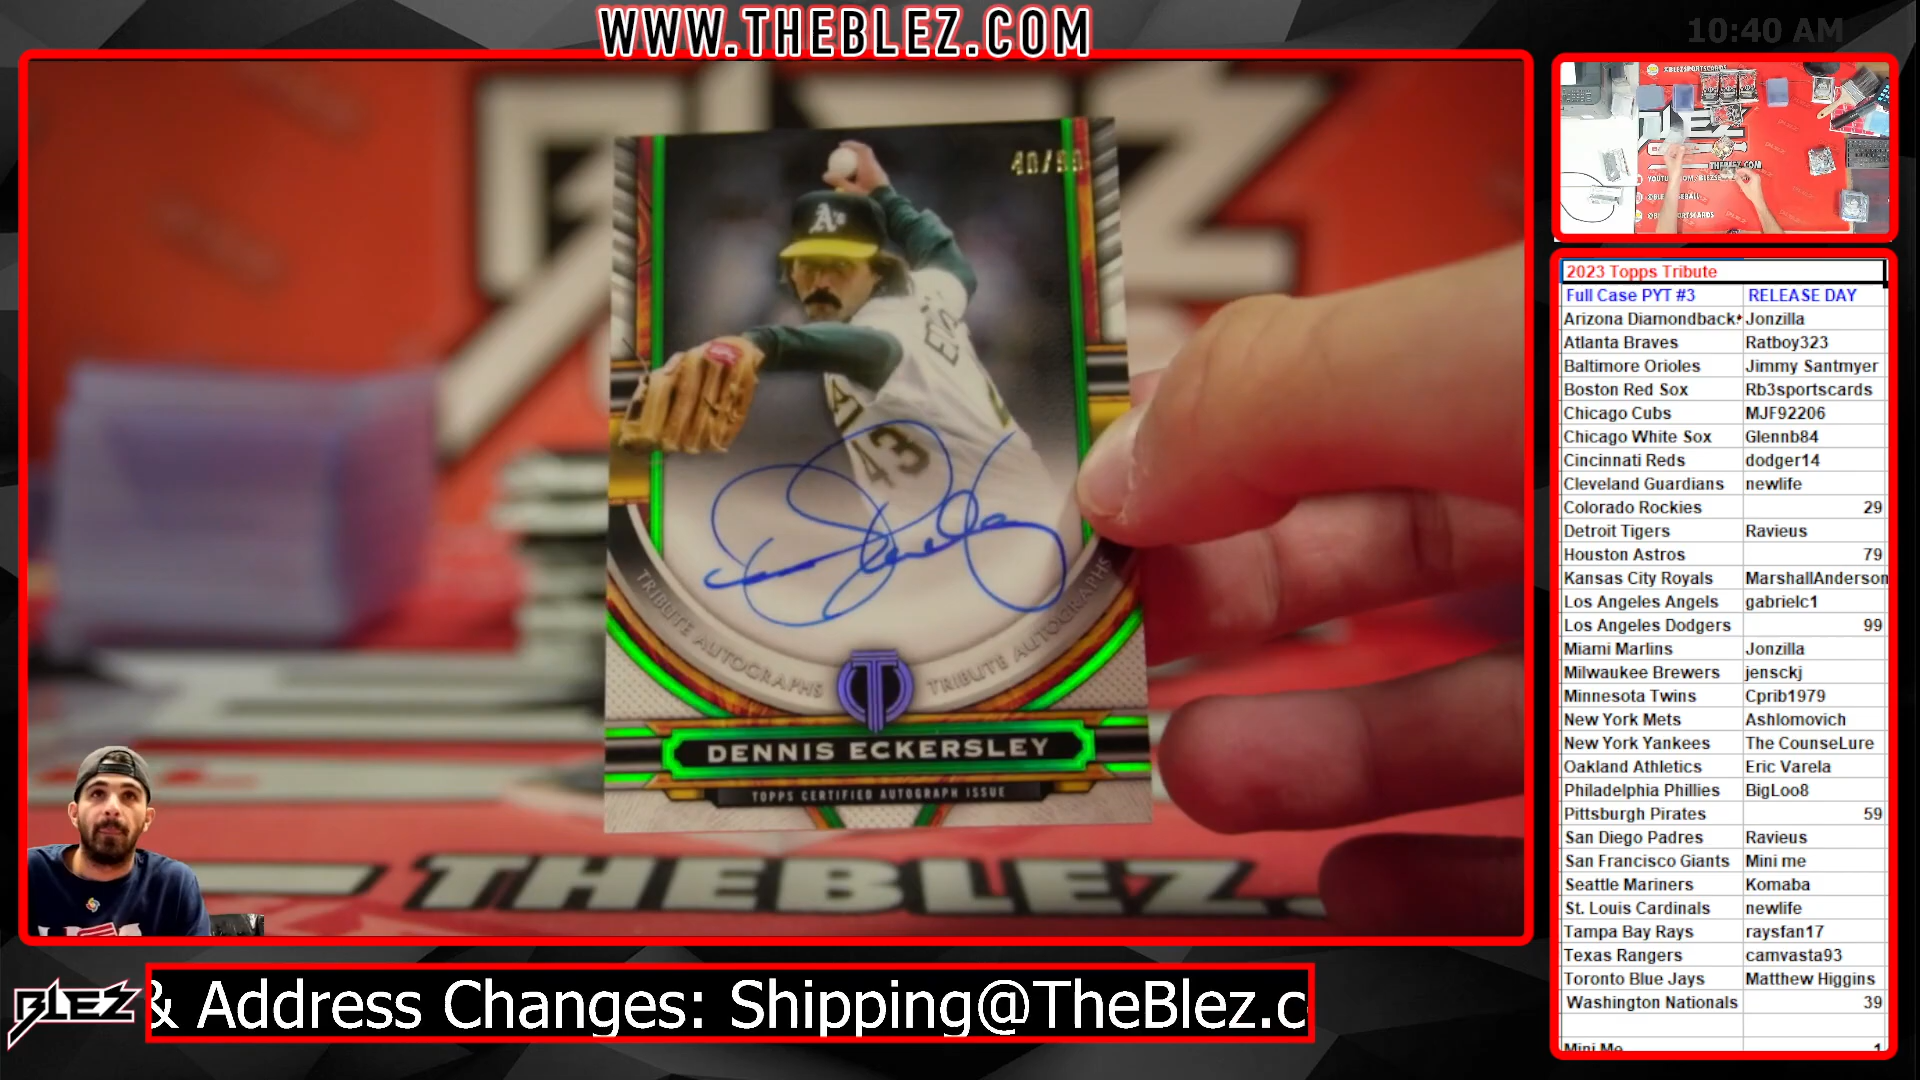 WWW.THEBLEZ.COM
10:40 AM
A's
43
DENNIS ECKERSLEY
TRIBUTE AUTOGRAPHS
TRIBUTE AUTOGRAPHS
TOPPS CERTIFIED AUTOGRAPH ISSUE
THEBLEZ.
BLEZ
& Address Changes: Shipping@TheBlez.c
THEBLEZ.COM
2023 Topps Tribute
Full Case PYT #3 RELEASE DAY
Arizona Diamondback Jonzilla
Atlanta Braves Ratboy323
Baltimore Orioles Jimmy Santmyer
Boston Red Sox Rb3sportscards
Chicago Cubs MJF92206
Chicago White Sox Glennb84
Cincinnati Reds dodger14
Cleveland Guardians newlife
Colorado Rockies 29
Detroit Tigers Ravieus
Houston Astros 79
Kansas City Royals MarshallAnderson
Los Angeles Angels gabrielc1
Los Angeles Dodgers 99
Miami Marlins Jonzilla
Milwaukee Brewers jensckj
Minnesota Twins Cprib1979
New York Mets Ashlomovich
New York Yankees The CounseLure
Oakland Athletics Eric Varela
Philadelphia Phillies BigLoo8
Pittsburgh Pirates 59
San Diego Padres Ravieus
San Francisco Giants Mini me
Seattle Mariners Komaba
St. Louis Cardinals newlife
Tampa Bay Rays raysfan17
Texas Rangers camvasta93
Toronto Blue Jays Matthew Higgins
Washington Nationals 39
Mini Me 1